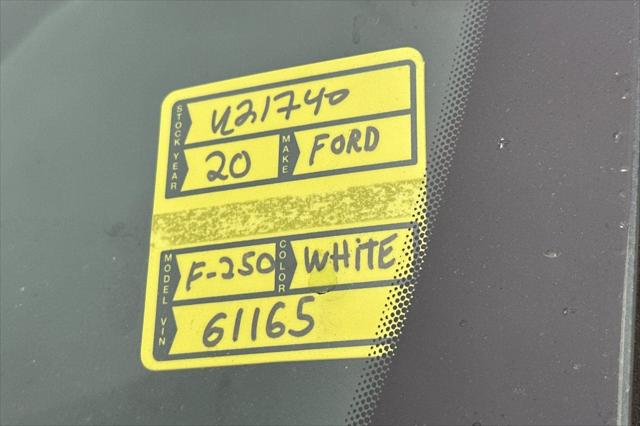 STOCK U21740
YEAR 20 MAKE FORD
MODEL F-250 COLOR WHITE
VIN 61165